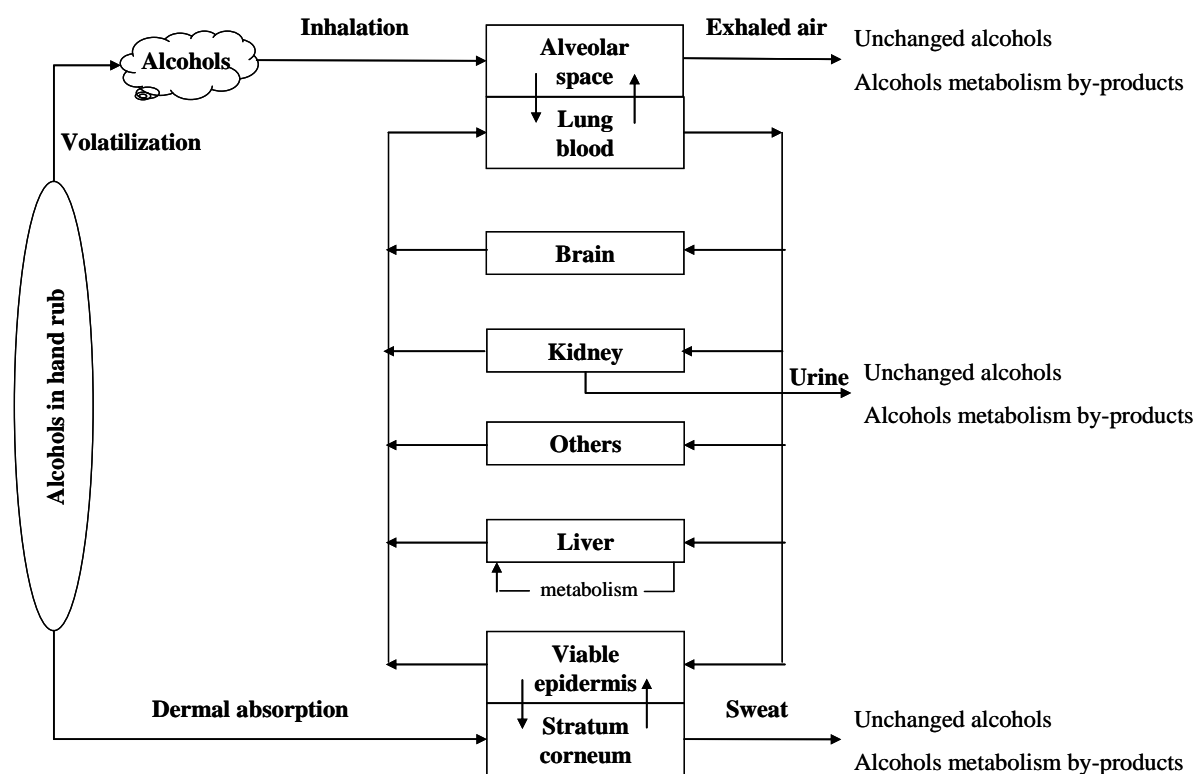 Inhalation
Exhaled air
Alcohols
Alveolar
space
Unchanged alcohols
Alcohols metabolism by-products
Volatilization
Lung
blood
Brain
Alcohols in hand rub
Kidney
Urine
Unchanged alcohols
Alcohols metabolism by-products
Others
Liver
metabolism
Viable
epidermis
Dermal absorption
Sweat
Stratum
corneum
Unchanged alcohols
Alcohols metabolism by-products